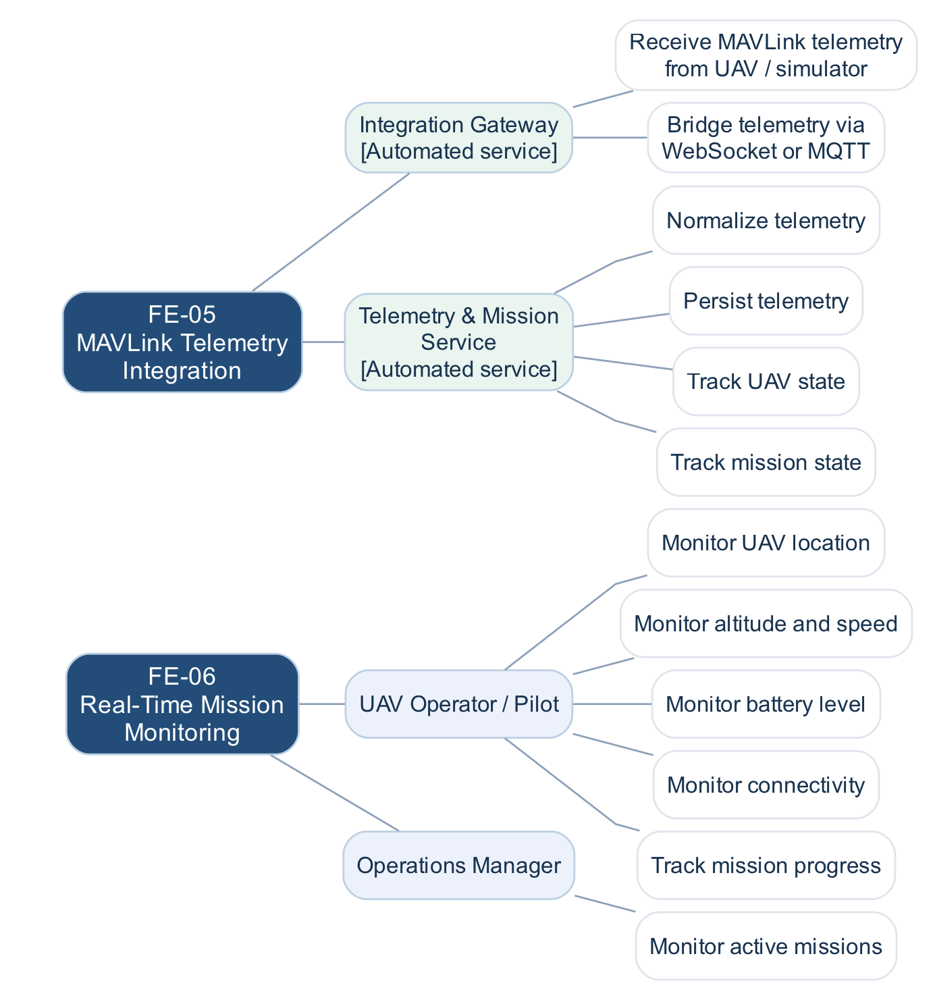 FE-05
MAVLink Telemetry
Integration
Integration Gateway
[Automated service]
Receive MAVLink telemetry
from UAV / simulator
Bridge telemetry via
WebSocket or MQTT
Telemetry & Mission
Service
[Automated service]
Normalize telemetry
Persist telemetry
Track UAV state
Track mission state
FE-06
Real-Time Mission
Monitoring
UAV Operator / Pilot
Monitor UAV location
Monitor altitude and speed
Monitor battery level
Monitor connectivity
Track mission progress
Operations Manager
Monitor active missions